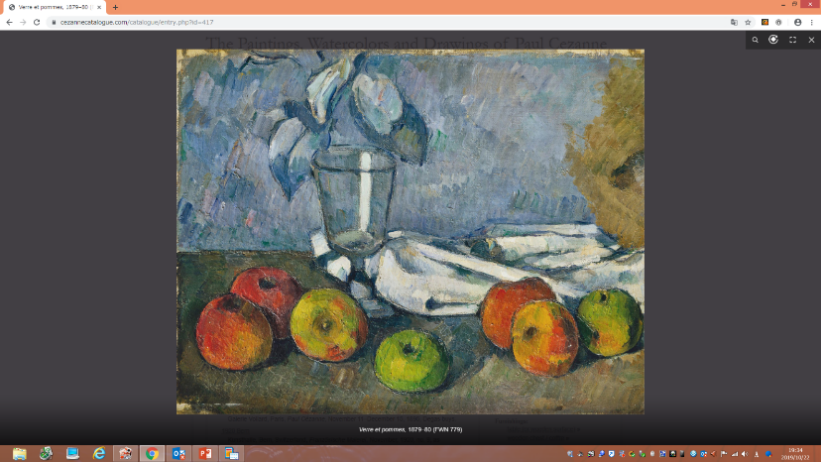 Verre et pommes, 1879–80 (
cezannecatalogue.com/catalogue/entry.php?id=417
The Paintings, Watercolors and Drawings of Paul Cezanne
Verre et pommes, 1879–80 (FWN 779)
19:34
2019/10/22